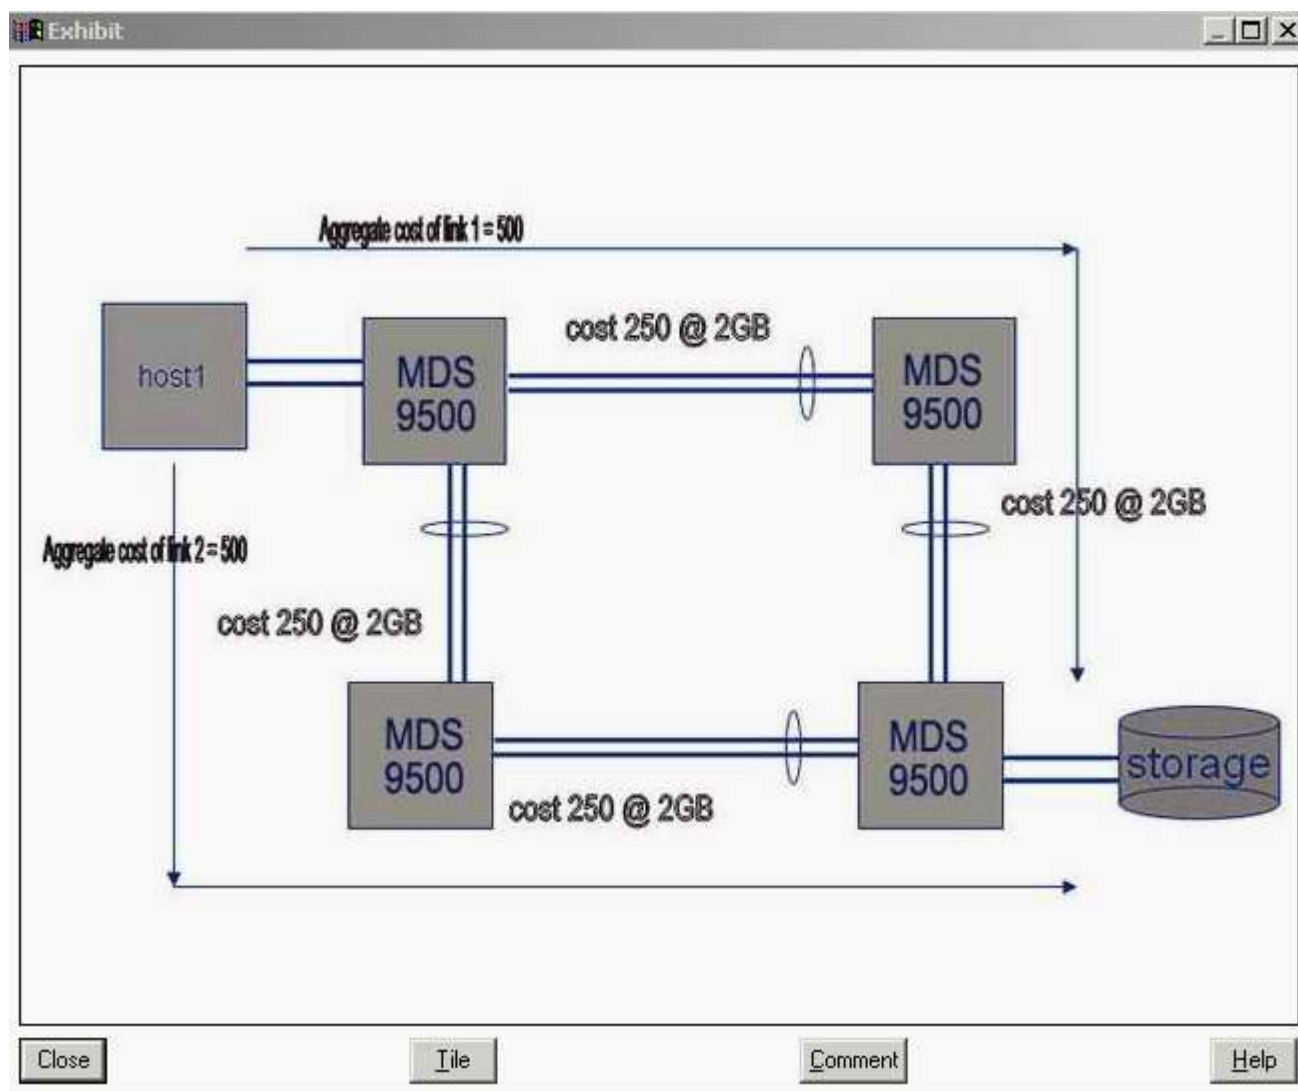 Exhibit
Aggregate cost of link 1 = 500
cost 250 @ 2GB
host1
MDS
9500
MDS
9500
cost 250 @ 2GB
Aggregate cost of link 2 = 500
cost 250 @ 2GB
MDS
9500
MDS
9500
storage
cost 250 @ 2GB
Close
Tile
Comment
Help